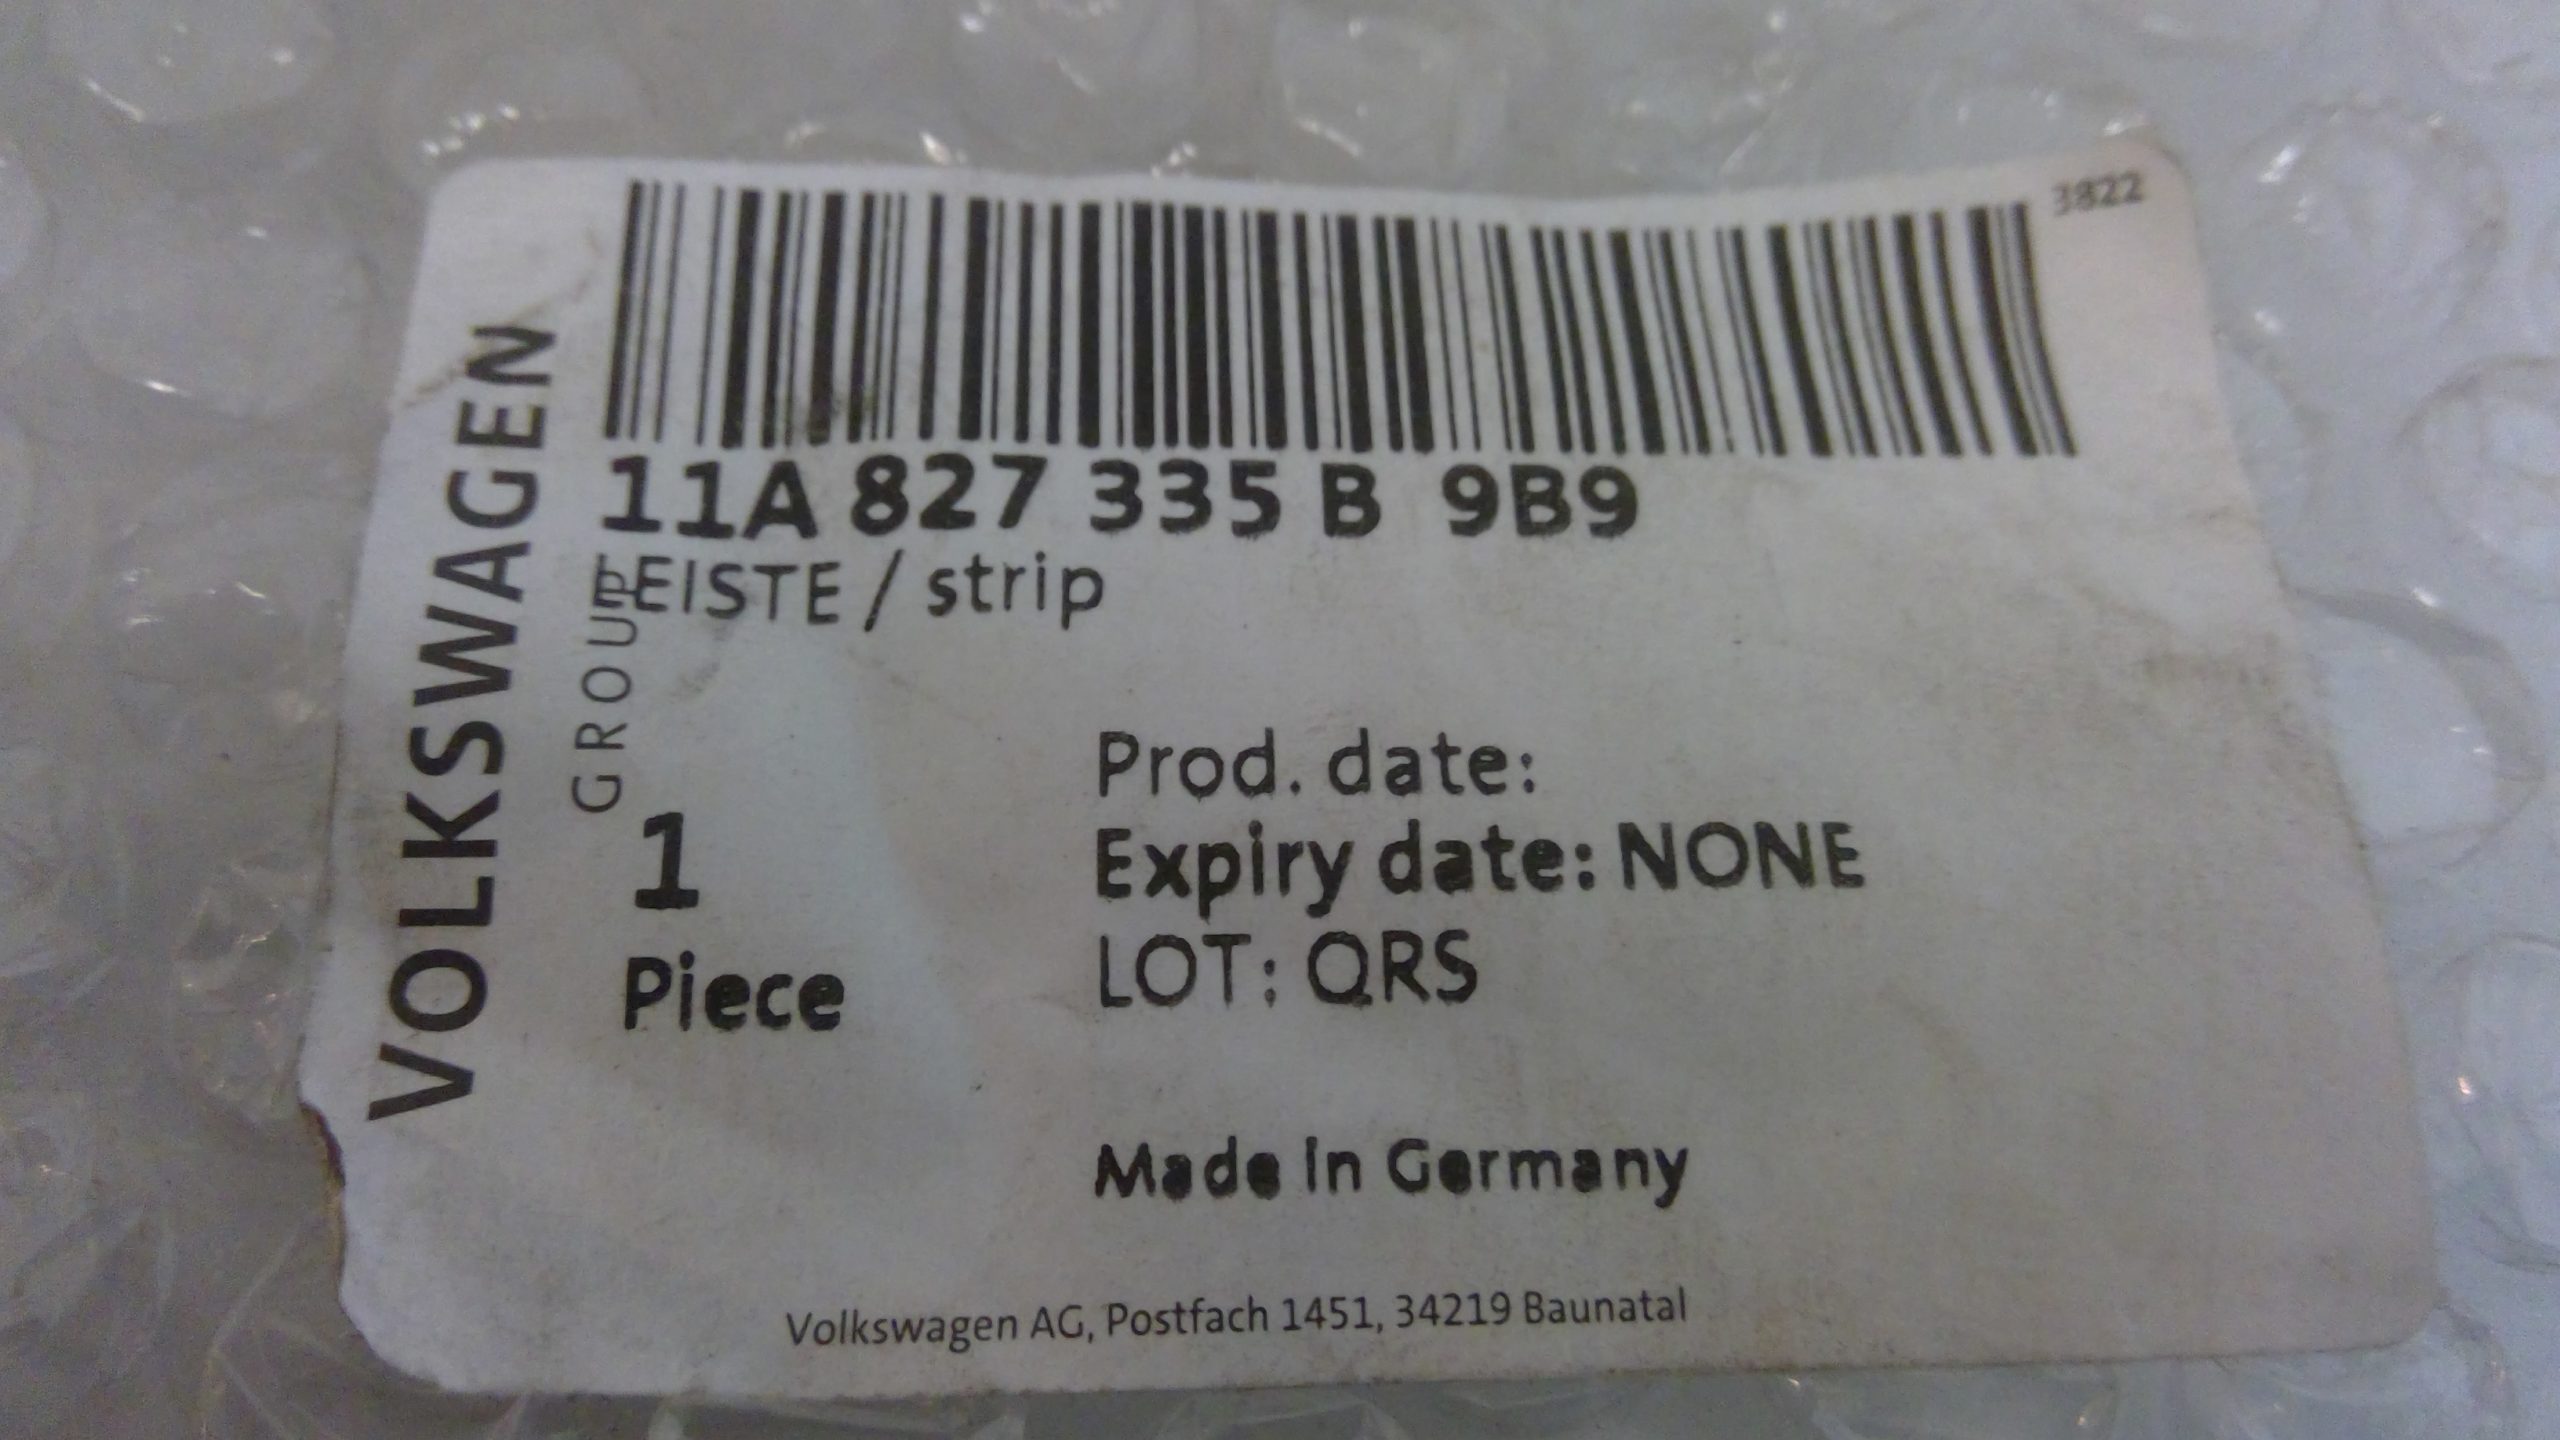 3822
11A 827 335 B 9B9
LEISTE / strip
VOLKSWAGEN
GROUP
1
Piece
Prod. date:
Expiry date: NONE
LOT: QRS
Made in Germany
Volkswagen AG, Postfach 1451, 34219 Baunatal